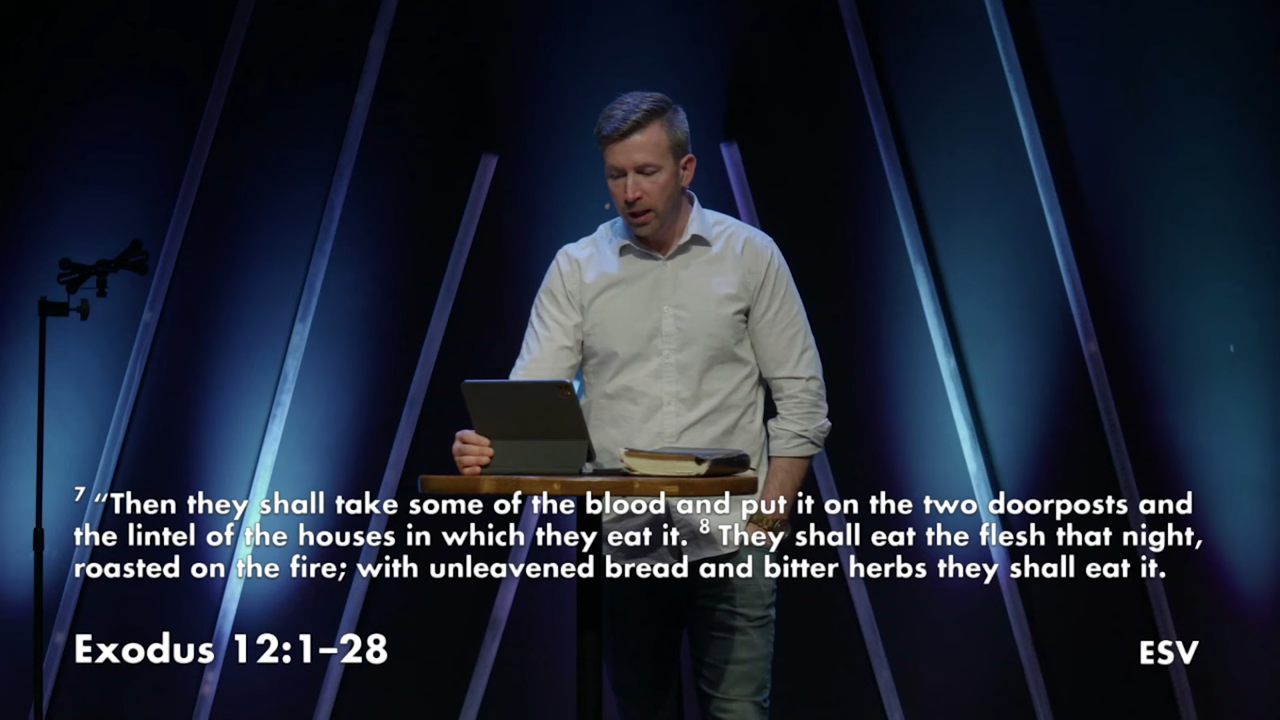 7 “Then they shall take some of the blood and put it on the two doorposts and
the lintel of the houses in which they eat it. 8 They shall eat the flesh that night,
roasted on the fire; with unleavened bread and bitter herbs they shall eat it.
Exodus 12:1–28
ESV